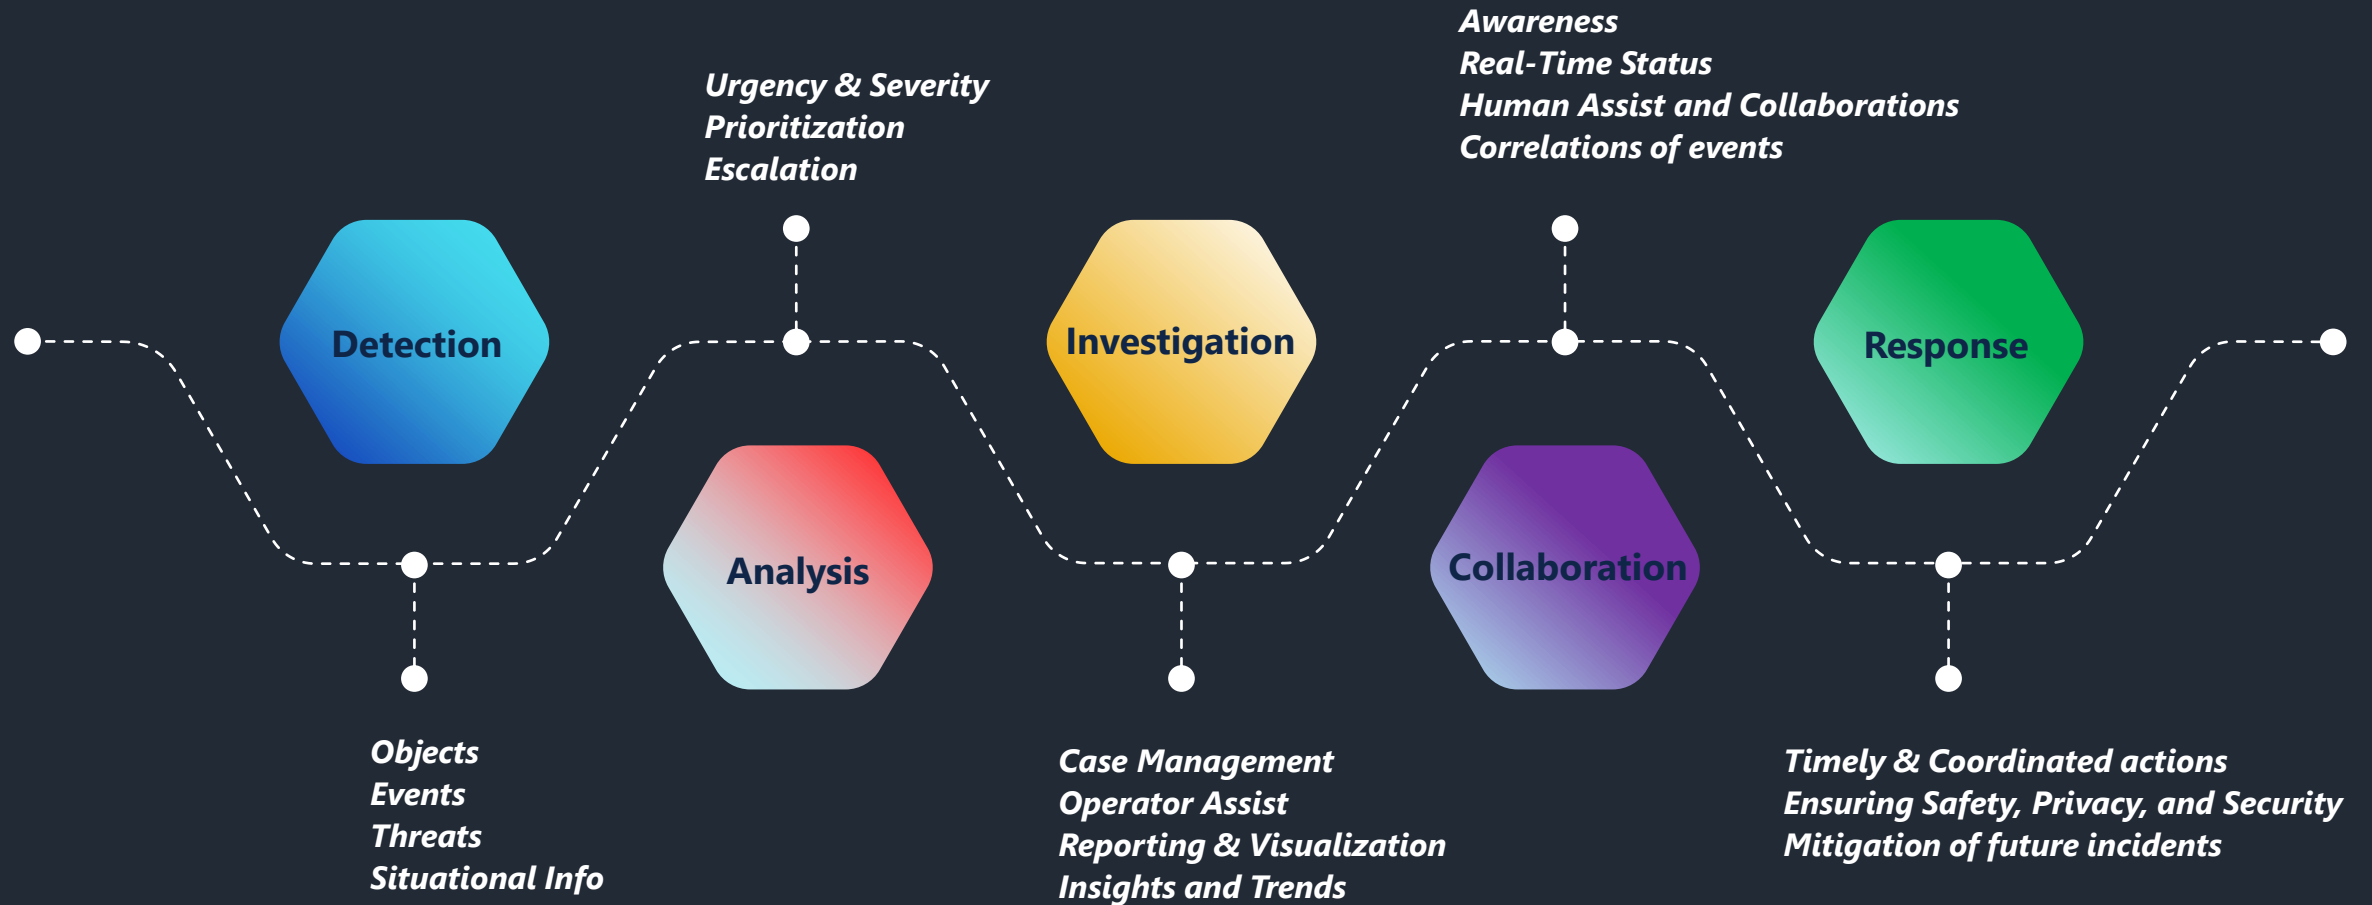 Awareness
Real-Time Status
Human Assist and Collaborations
Correlations of events
Urgency & Severity
Prioritization
Escalation
Detection
Investigation
Response
Analysis
Collaboration
Objects
Events
Threats
Situational Info
Case Management
Operator Assist
Reporting & Visualization
Insights and Trends
Timely & Coordinated actions
Ensuring Safety, Privacy, and Security
Mitigation of future incidents